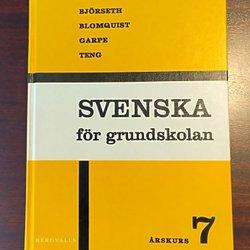 BJÖRSETH
BLOMQUIST
GARPE
TENG
SVENSKA
för grundskolan
BERGVALLS
ÅRSKURS 7